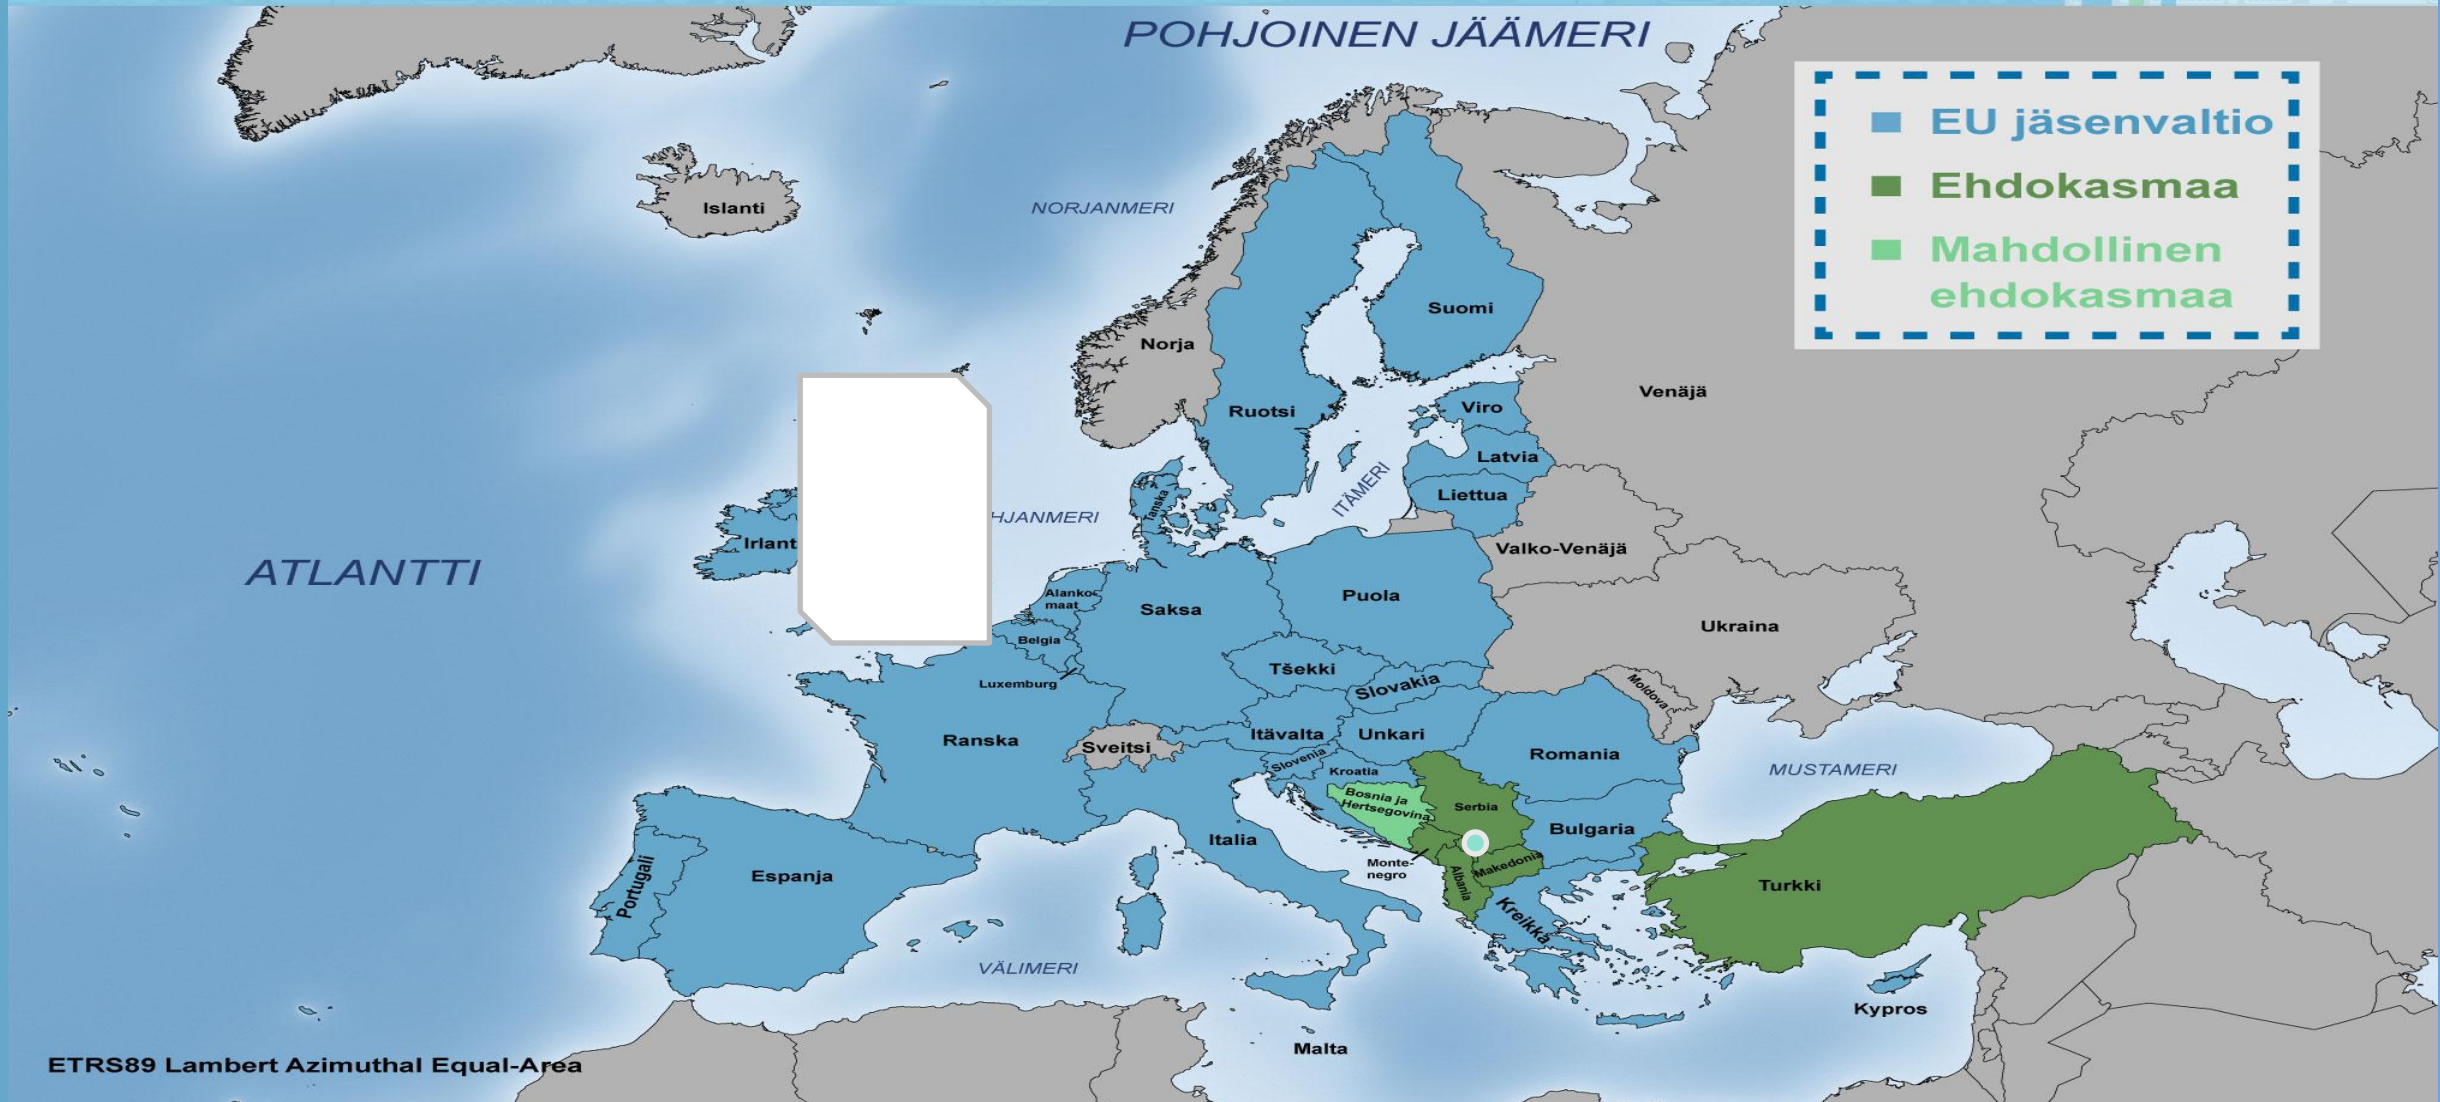 POHJOINEN JÄÄMERI
EU jäsenvaltio
Ehdokasmaa
Mahdollinen
ehdokasmaa
Islanti
NORJANMERI
Suomi
Norja
Venäjä
Ruotsi
Viro
Latvia
ITÄMERI
Liettua
Tanska
HJANMERI
Irlant
Valko-Venäjä
ATLANTTI
Alanko-
maat
Saksa
Puola
Ukraina
Belgia
Tšekki
Luxemburg
Slovakia
Moldova
Ranska
Sveitsi
Itävalta
Unkari
Romania
Slovenia
Kroatia
MUSTAMERI
Bosnia ja
Hertsegovina
Serbia
Italia
Bulgaria
Monte-
negro
Makedonia
Albania
Espanja
Portugali
Turkki
Kreikka
VÄLIMERI
Kypros
Malta
ETRS89 Lambert Azimuthal Equal-Area